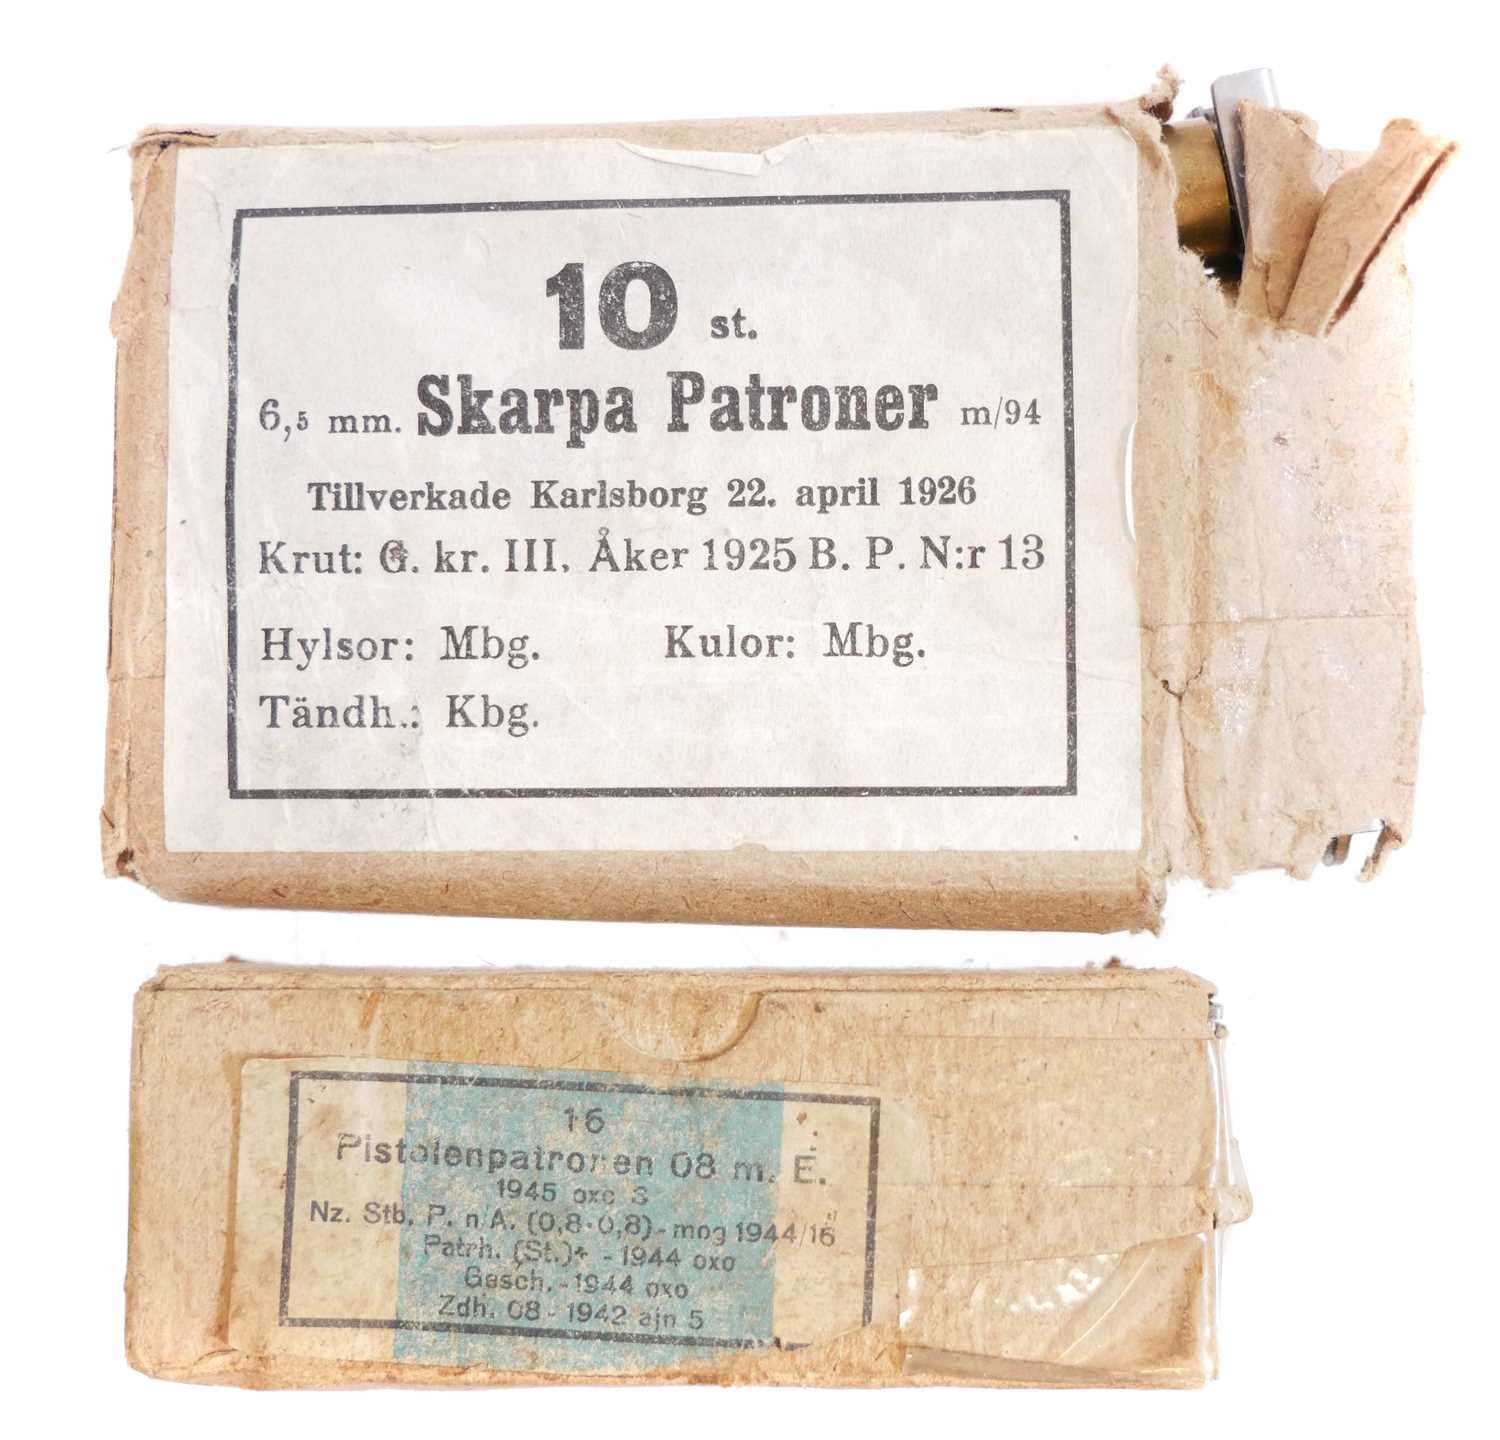 10 st.
6,5 mm. Skarpa Patroner m/94
Tillverkade Karlsborg 22. april 1926
Krut: G. kr. III. Åker 1925 B. P. N:r 13
Hylsor: Mbg. Kulor: Mbg.
Tändh.: Kbg.
16
Pistolenpatronen 08 m. E.
1945 oxo 3
Nz. Stb. P. n/A. (0,8·0,8)-mog 1944/16
Patrh. (St.)+ - 1944 oxo
Gesch. - 1944 oxo
Zdh. 08 - 1942 ajn 5